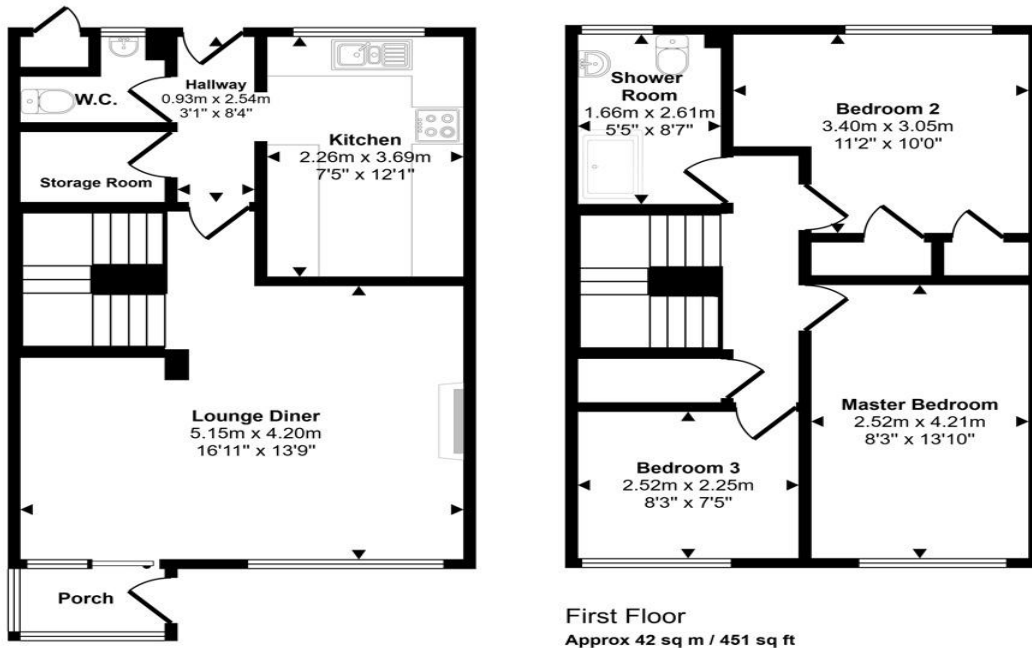 W.C.
Hallway
0.93m x 2.54m
3'1" x 8'4"
Storage Room
Kitchen
2.26m x 3.69m
7'5" x 12'1"
Lounge Diner
5.15m x 4.20m
16'11" x 13'9"
Porch
Shower
Room
1.66m x 2.61m
5'5" x 8'7"
Bedroom 2
3.40m x 3.05m
11'2" x 10'0"
Master Bedroom
2.52m x 4.21m
8'3" x 13'10"
Bedroom 3
2.52m x 2.25m
8'3" x 7'5"
First Floor
Approx 42 sq m / 451 sq ft